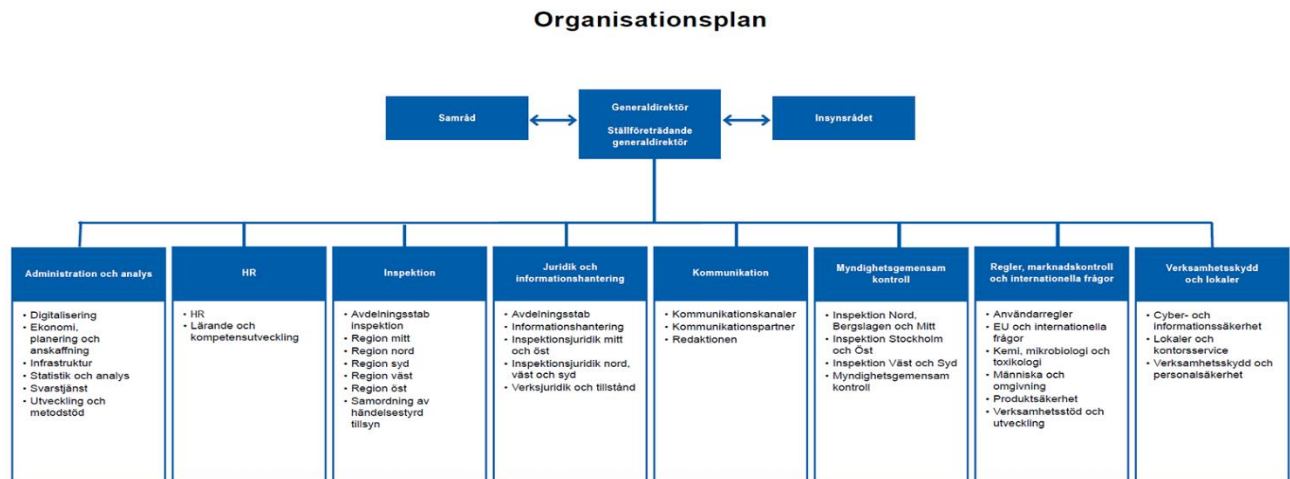 Organisationsplan
Samråd
Generaldirektör
Ställföreträdande
generaldirektör
Insynsrådet
Administration och analys
• Digitalisering
• Ekonomi,
planering och
anskaffning
• Infrastruktur
• Statistik och analys
• Svarstjänst
• Utveckling och
metodstöd
HR
• HR
• Lärande och
kompetensutveckling
Inspektion
• Avdelningsstab
inspektion
• Region mitt
• Region nord
• Region syd
• Region väst
• Region öst
• Samordning av
händelsestyrd
tillsyn
Juridik och
informationshantering
• Avdelningsstab
• Informationshantering
• Inspektionsjuridik mitt
och öst
• Inspektionsjuridik nord,
väst och syd
• Verksjuridik och tillstånd
Kommunikation
• Kommunikationskanaler
• Kommunikationspartner
• Redaktionen
Myndighetsgemensam
kontroll
• Inspektion Nord,
Bergslagen och Mitt
• Inspektion Stockholm
och Öst
• Inspektion Väst och Syd
• Myndighetsgemensam
kontroll
Regler, marknadskontroll
och internationella frågor
• Användarregler
• EU och internationella
frågor
• Kemi, mikrobiologi och
toxikologi
• Människa och
omgivning
• Produktsäkerhet
• Verksamhetsstöd och
utveckling
Verksamhetsskydd
och lokaler
• Cyber- och
informationssäkerhet
• Lokaler och
kontorsservice
• Verksamhetsskydd och
personalsäkerhet